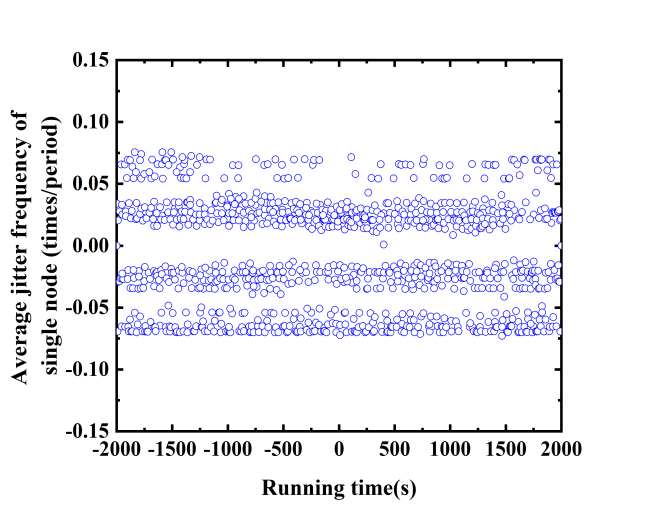 0.15
0.10
0.05
0.00
-0.05
-0.10
-0.15
Average jitter frequency of
single node (times/period)
-2000 -1500 -1000 -500 0 500 1000 1500 2000
Running time(s)